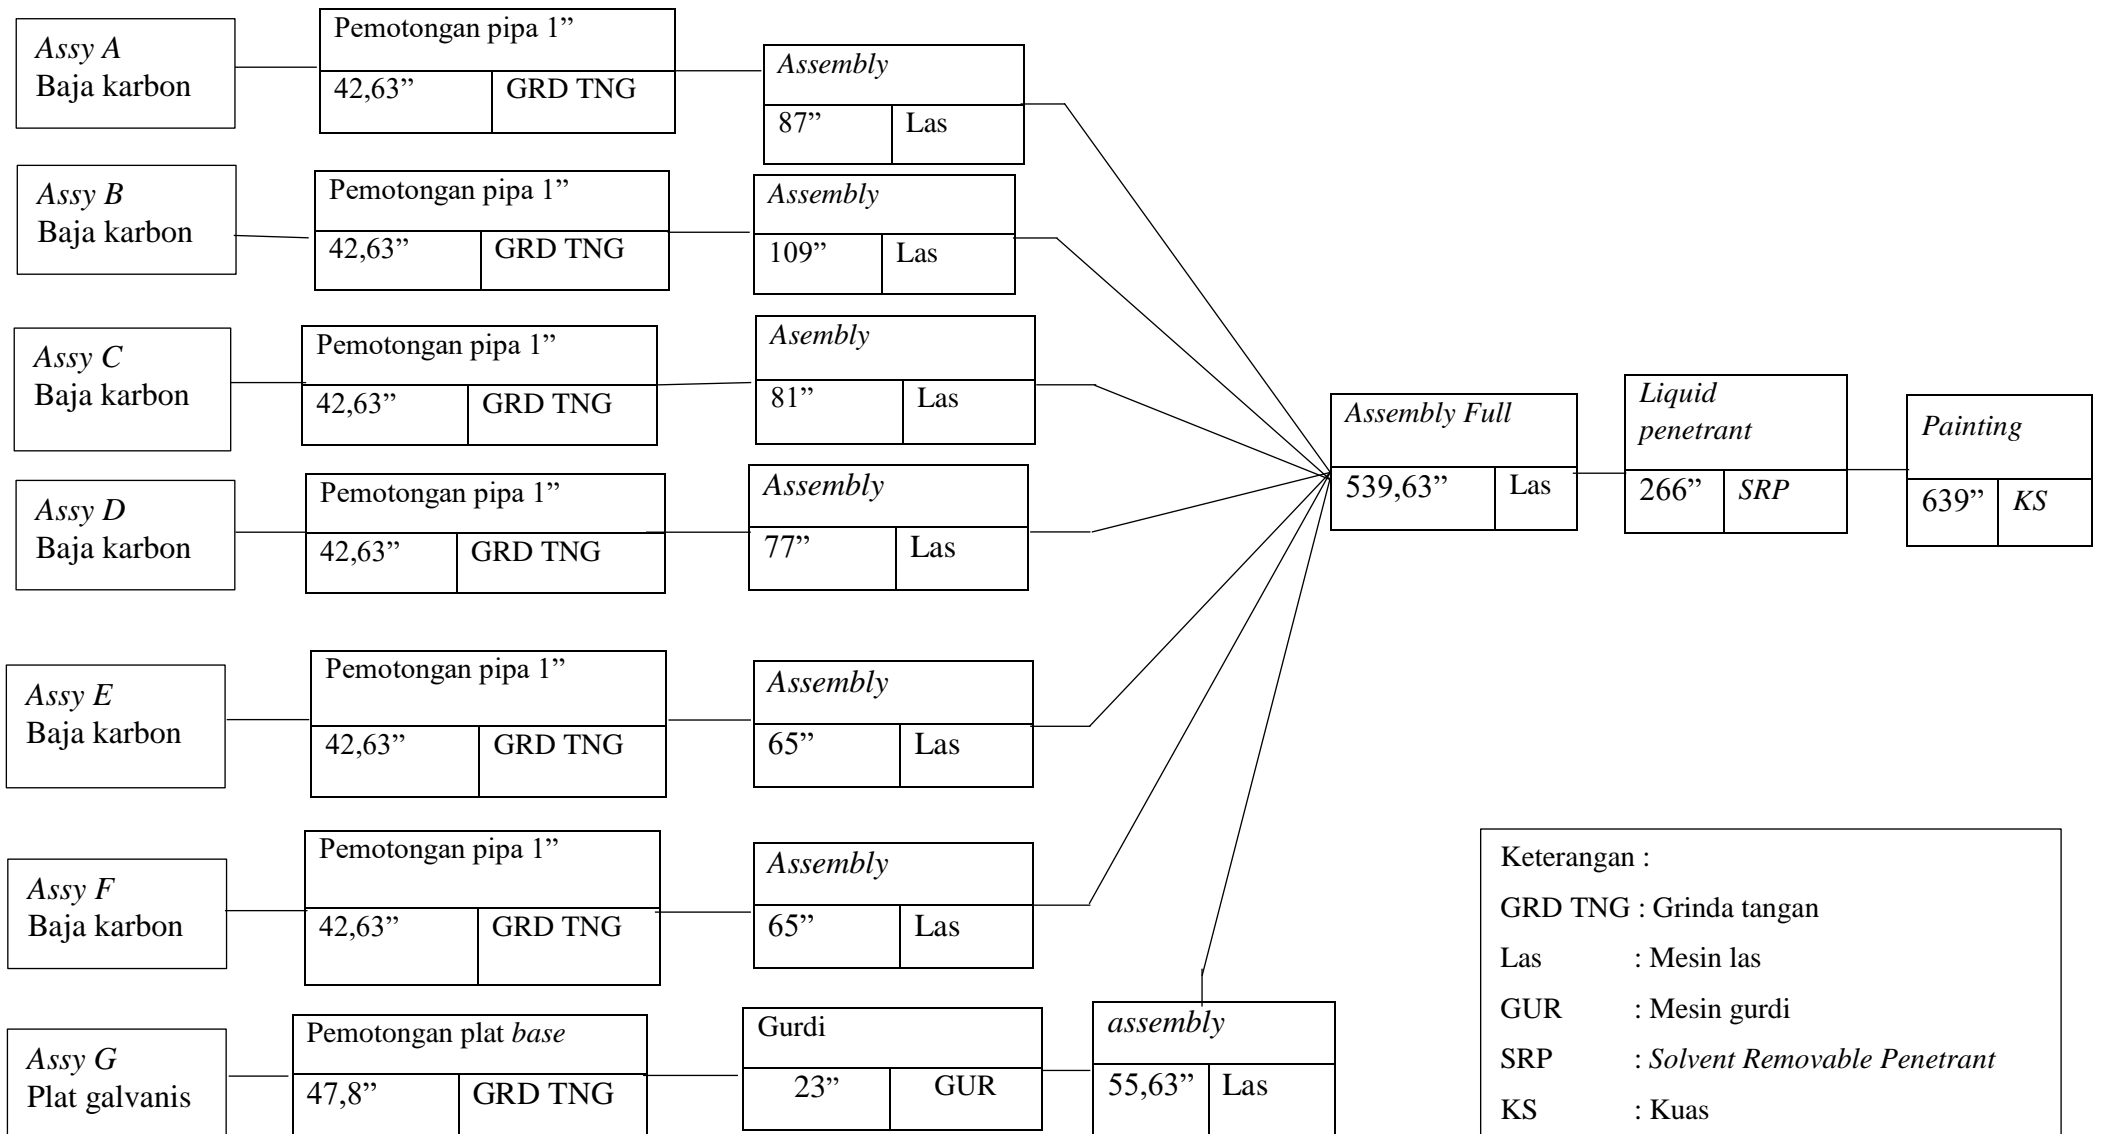 Assy A
Baja karbon
Pemotongan pipa 1”
42,63” GRD TNG
Assembly
87” Las
Assy B
Baja karbon
Pemotongan pipa 1”
42,63” GRD TNG
Assembly
109” Las
Assy C
Baja karbon
Pemotongan pipa 1”
42,63” GRD TNG
Asembly
81” Las
Assy D
Baja karbon
Pemotongan pipa 1”
42,63” GRD TNG
Assembly
77” Las
Assy E
Baja karbon
Pemotongan pipa 1”
42,63” GRD TNG
Assembly
65” Las
Assy F
Baja karbon
Pemotongan pipa 1”
42,63” GRD TNG
Assembly
65” Las
Assy G
Plat galvanis
Pemotongan plat base
47,8” GRD TNG
Gurdi
23” GUR
assembly
55,63” Las
Assembly Full
539,63” Las
Liquid
penetrant
266” SRP
Painting
639” KS
Keterangan :
GRD TNG : Grinda tangan
Las : Mesin las
GUR : Mesin gurdi
SRP : Solvent Removable Penetrant
KS : Kuas